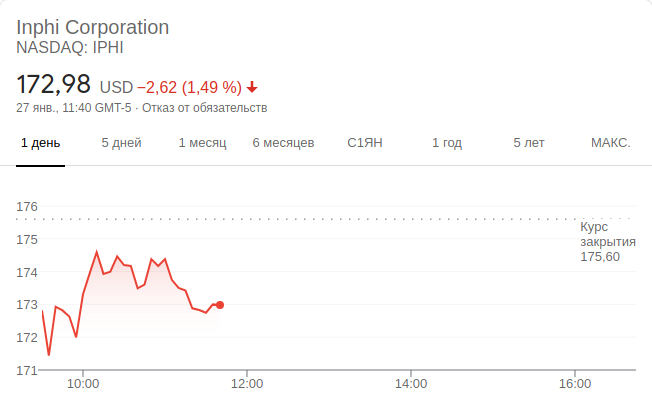 Inphi Corporation
NASDAQ: IPHI
172,98 USD −2,62 (1,49 %)
27 янв., 11:40 GMT-5 · Отказ от обязательств
1 день 5 дней 1 месяц 6 месяцев С1ЯН 1 год 5 лет МАКС.
176
175
174
173
172
171
Курс
закрытия
175,60
10:00 12:00 14:00 16:00